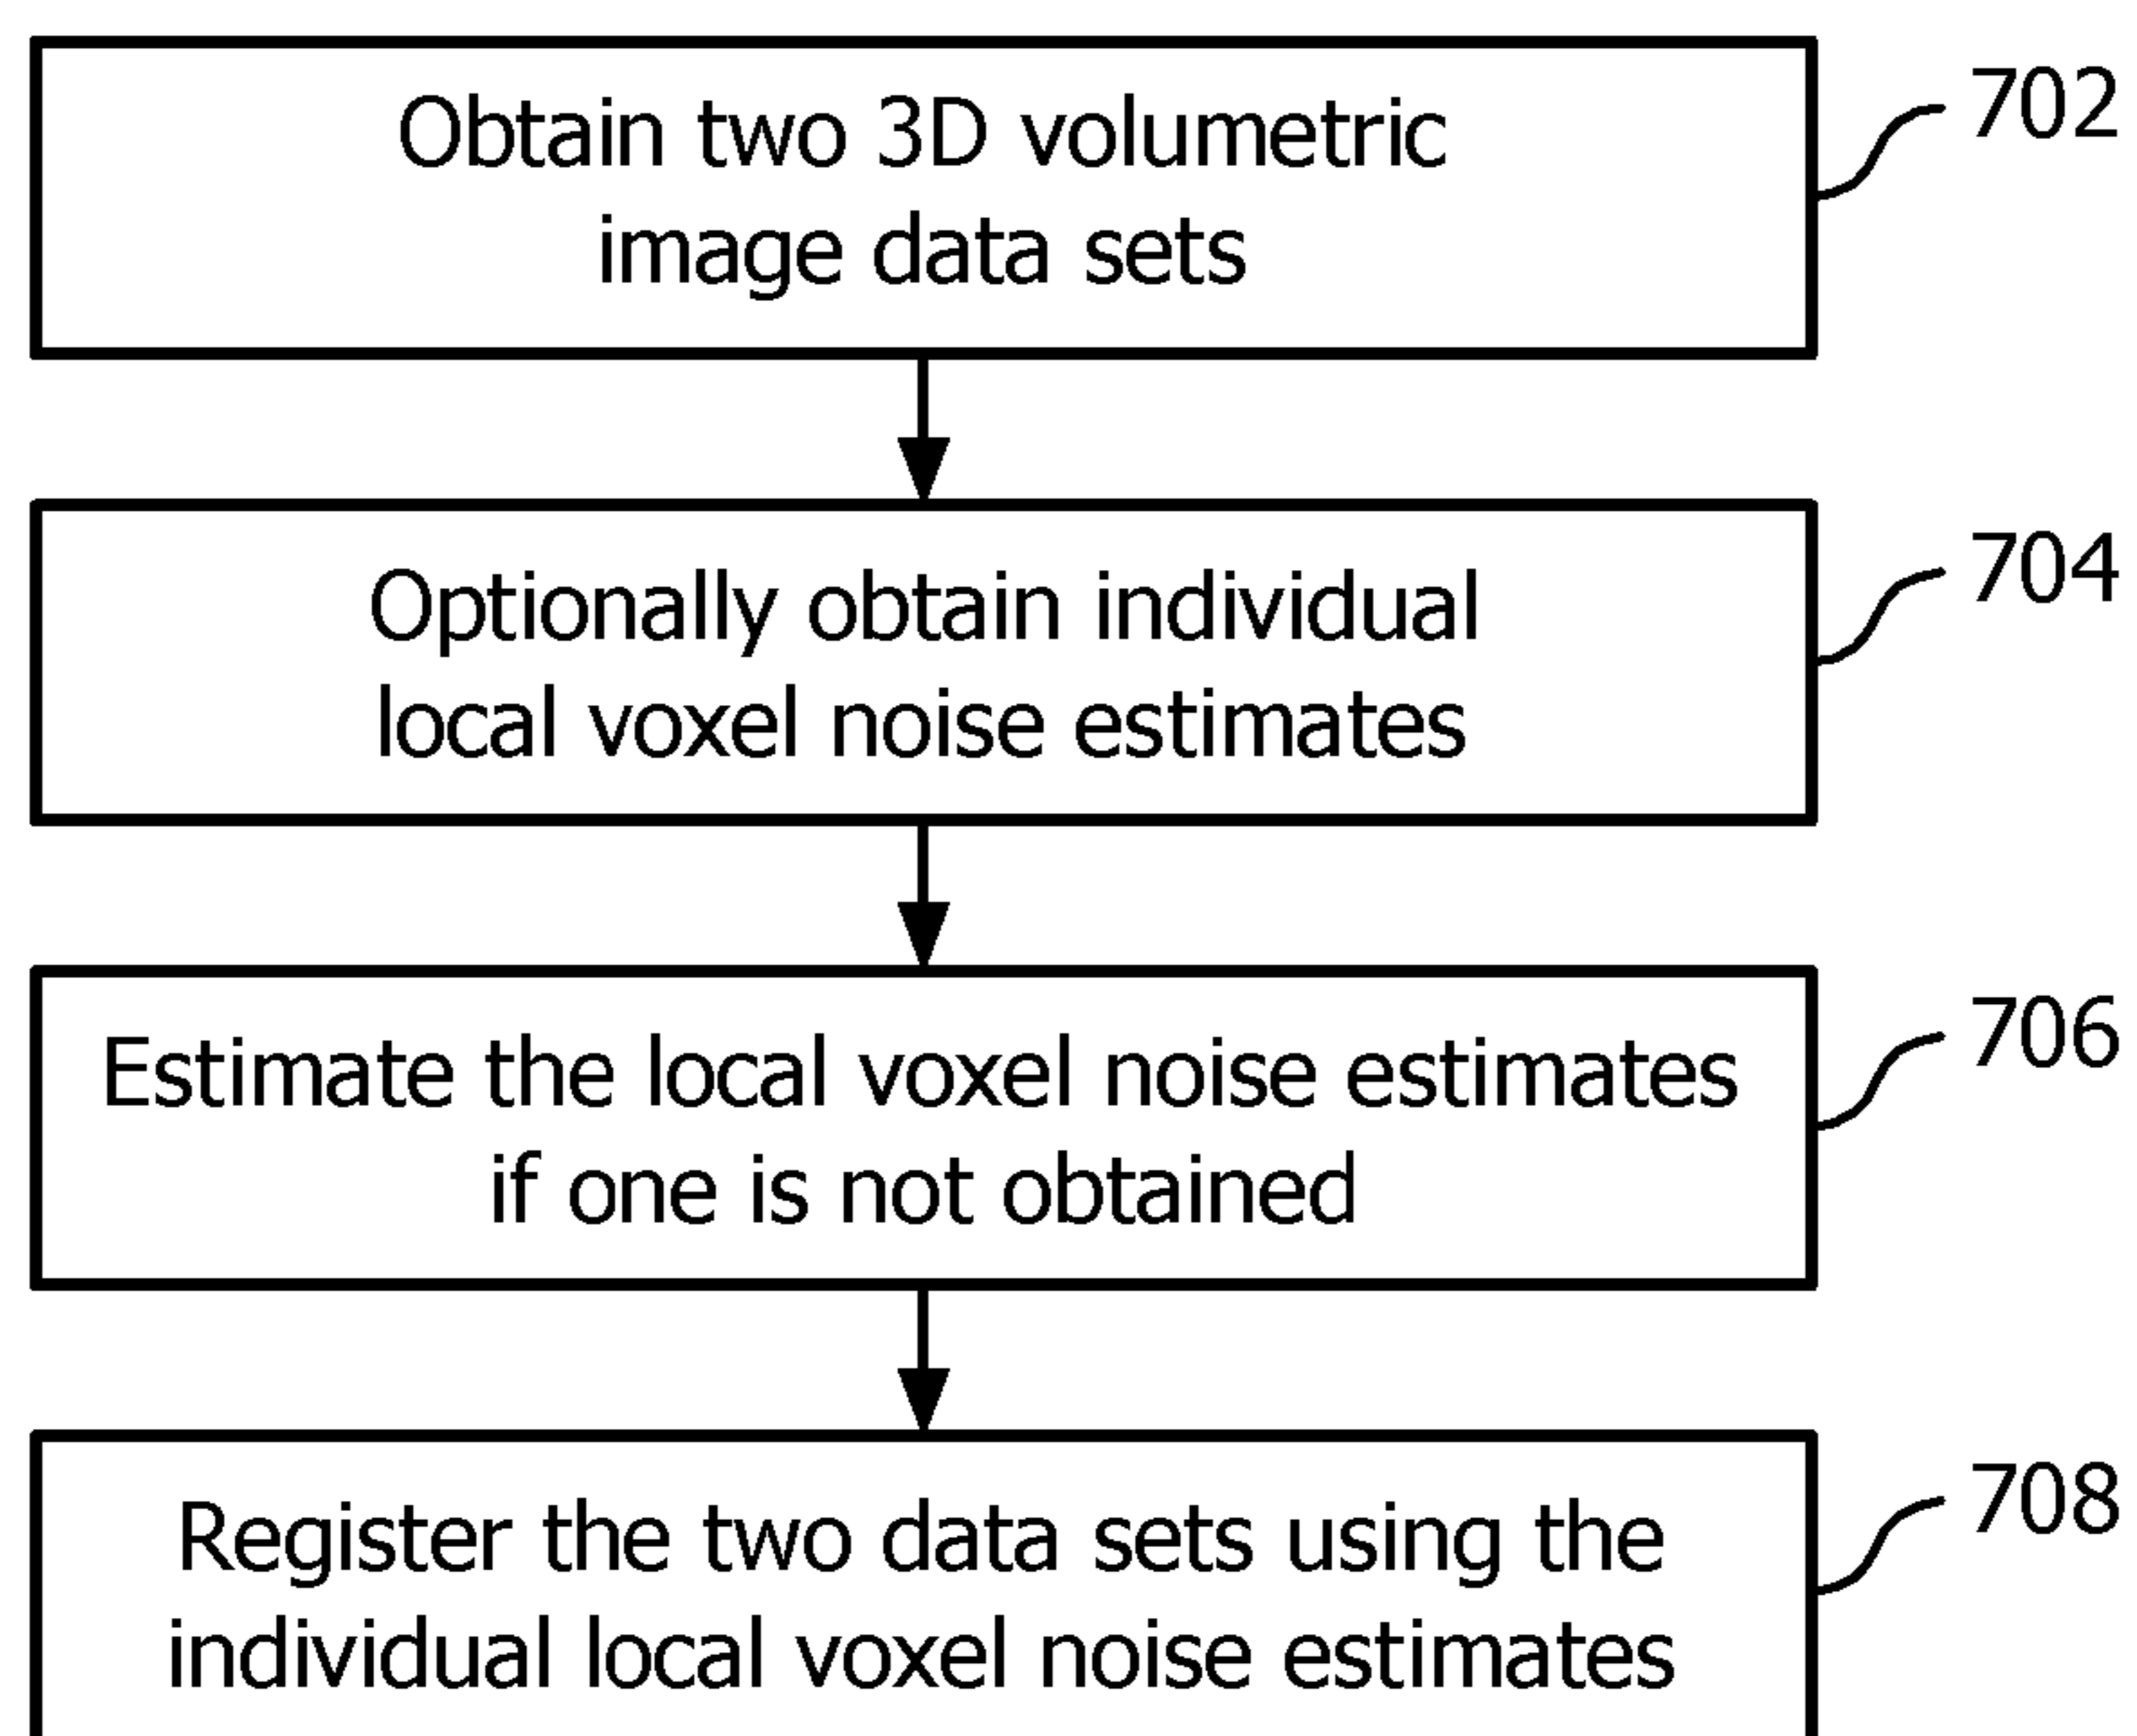 Obtain two 3D volumetric
image data sets
702
Optionally obtain individual
local voxel noise estimates
704
Estimate the local voxel noise estimates
if one is not obtained
706
Register the two data sets using the
individual local voxel noise estimates
708